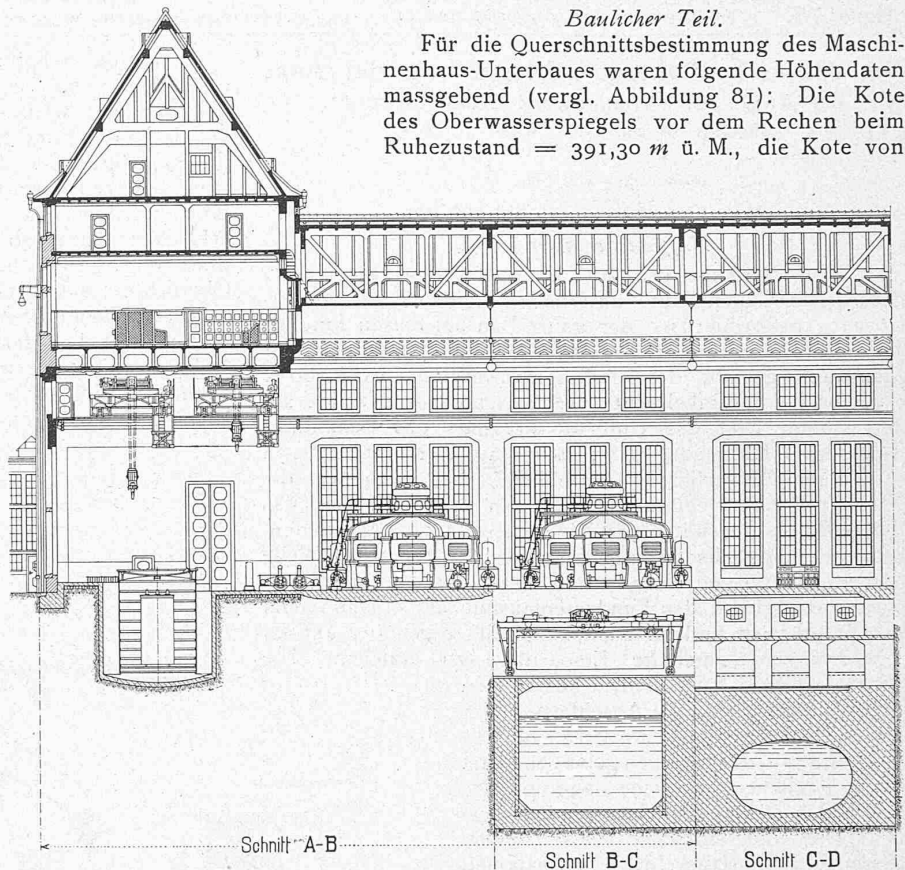 Baulicher Teil.
Für die Querschnittsbestimmung des Maschi-
nenhaus-Unterbaues waren folgende Höhendaten
massgebend (vergl. Abbildung 81): Die Kote
des Oberwasserspiegels vor dem Rechen beim
Ruhezustand = 391,30 m ü. M., die Kote von
Schnitt A-B
Schnitt B-C
Schnitt C-D